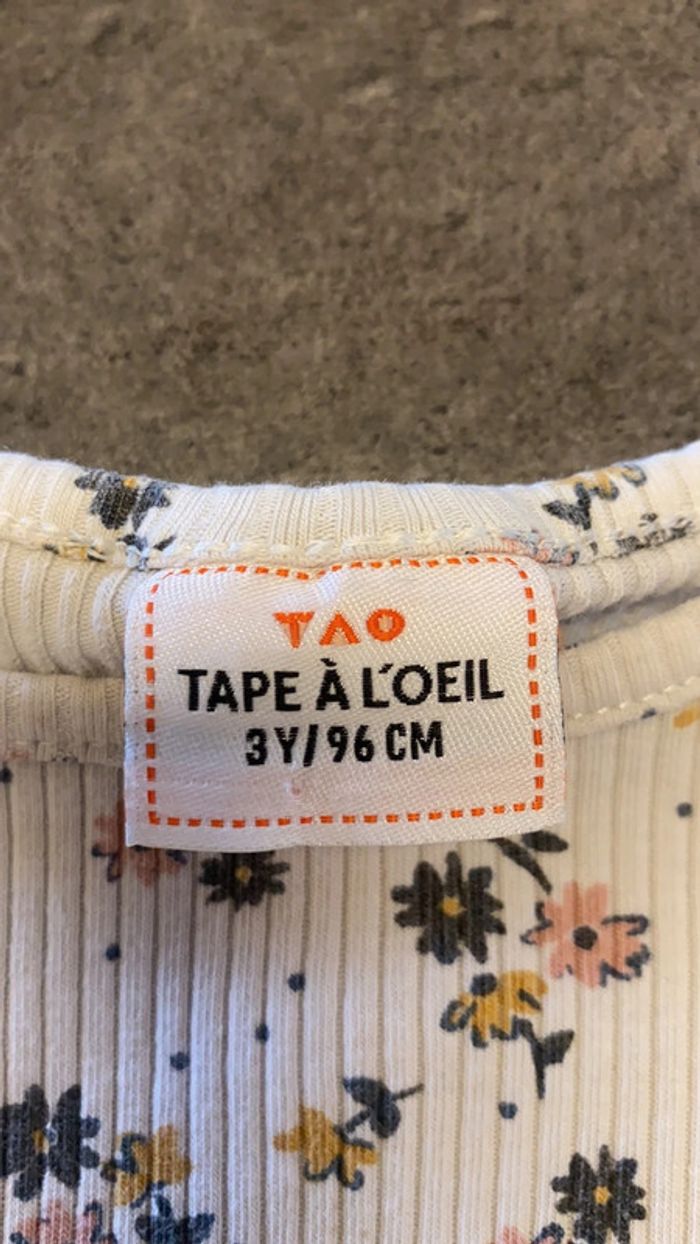 TAO
TAPE À L'OEIL
3Y/96 CM